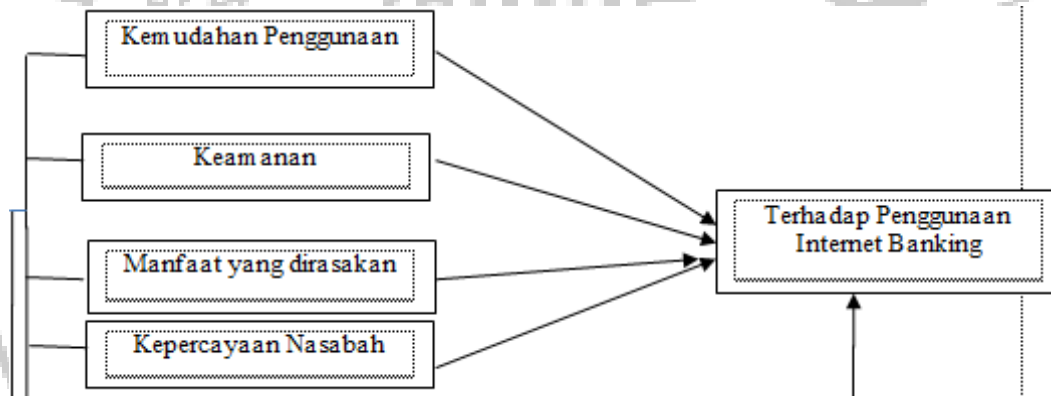 Kemudahan Penggunaan
Keamanan
Manfaat yang dirasakan
Kepercayaan Nasabah
Terhadap Penggunaan
Internet Banking